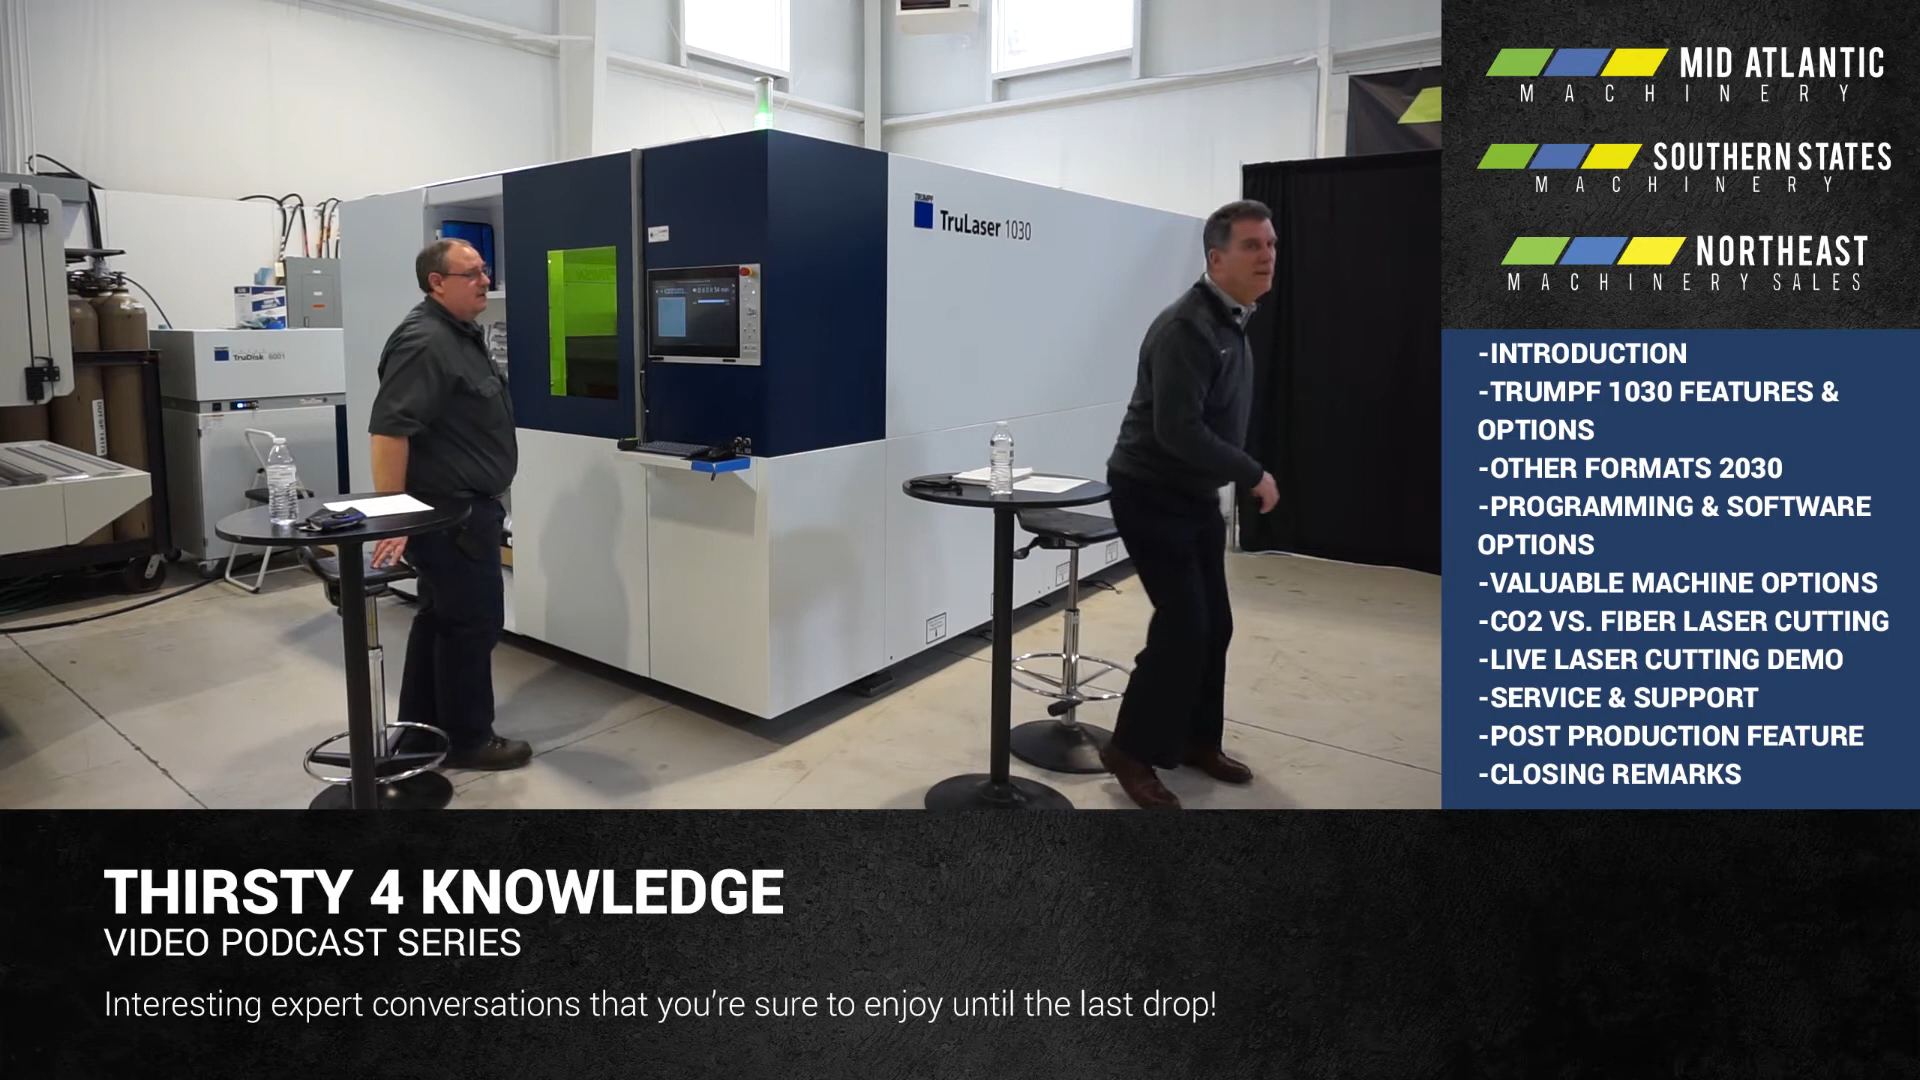 MID ATLANTIC
MACHINERY
SOUTHERN STATES
MACHINERY
NORTHEAST
MACHINERY SALES
TRUMPF
TruLaser 1030
TruDisk 6001
-INTRODUCTION
-TRUMPF 1030 FEATURES &
OPTIONS
-OTHER FORMATS 2030
-PROGRAMMING & SOFTWARE
OPTIONS
-VALUABLE MACHINE OPTIONS
-CO2 VS. FIBER LASER CUTTING
-LIVE LASER CUTTING DEMO
-SERVICE & SUPPORT
-POST PRODUCTION FEATURE
-CLOSING REMARKS
THIRSTY 4 KNOWLEDGE
VIDEO PODCAST SERIES
Interesting expert conversations that you're sure to enjoy until the last drop!